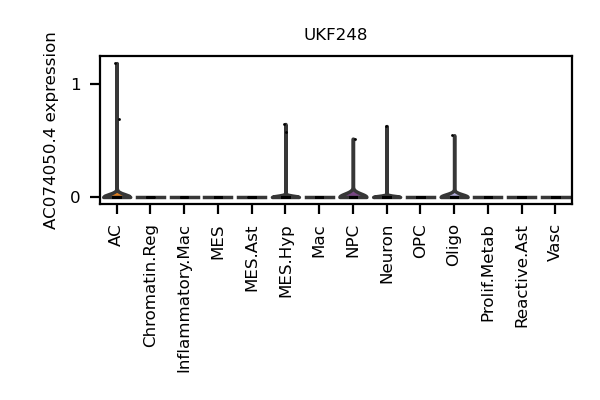 UKF248
AC074050.4 expression
1
0
AC
Chromatin.Reg
Inflammatory.Mac
MES
MES.Ast
MES.Hyp
Mac
NPC
Neuron
OPC
Oligo
Prolif.Metab
Reactive.Ast
Vasc